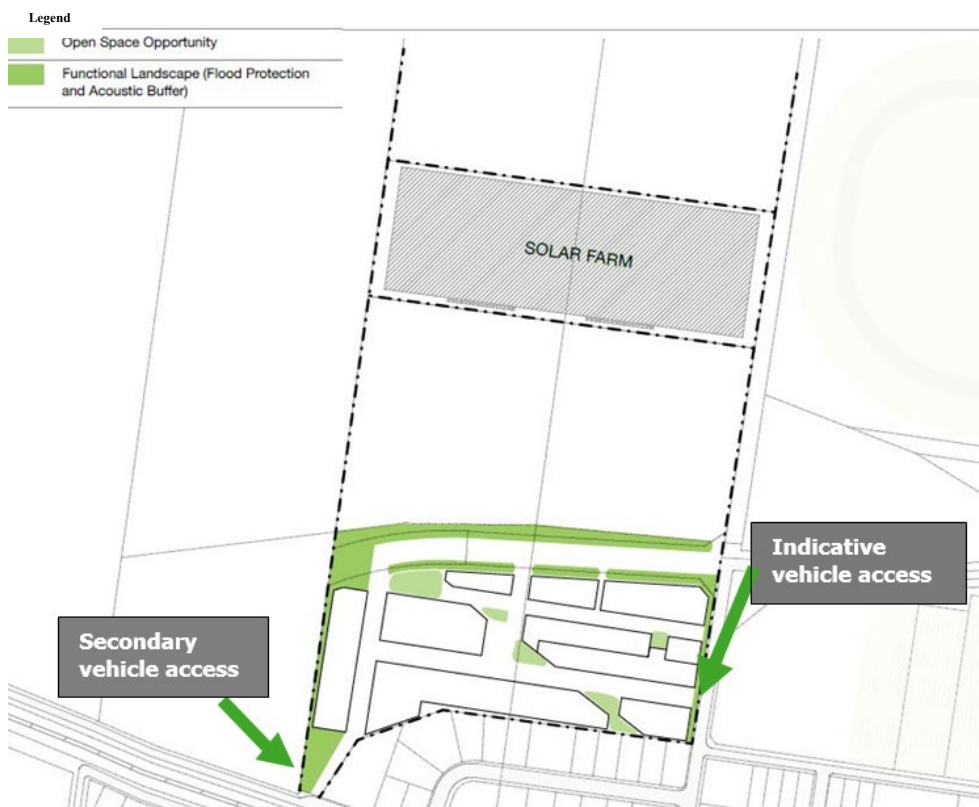 Legend
Open Space Opportunity
Functional Landscape (Flood Protection
and Acoustic Buffer)
SOLAR FARM
Indicative
vehicle access
Secondary
vehicle access